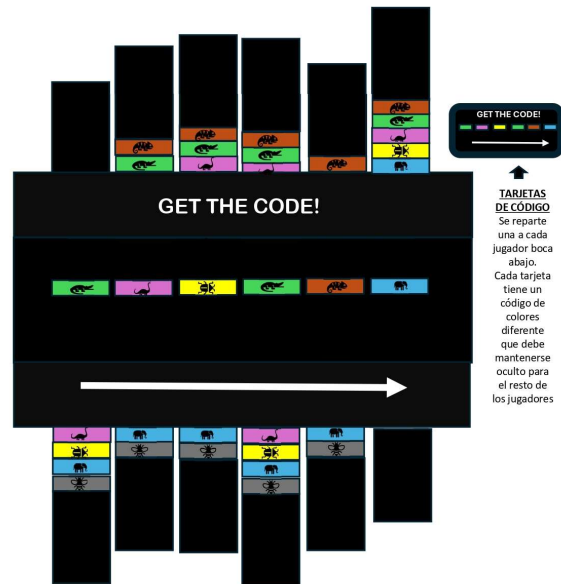 GET THE CODE!
GET THE CODE!
TARJETAS
DE CÓDIGO
Se reparte
una a cada
jugador boca
abajo.
Cada tarjeta
tiene un
código de
colores
diferente
que debe
mantenerse
oculto para
el resto de
los jugadores